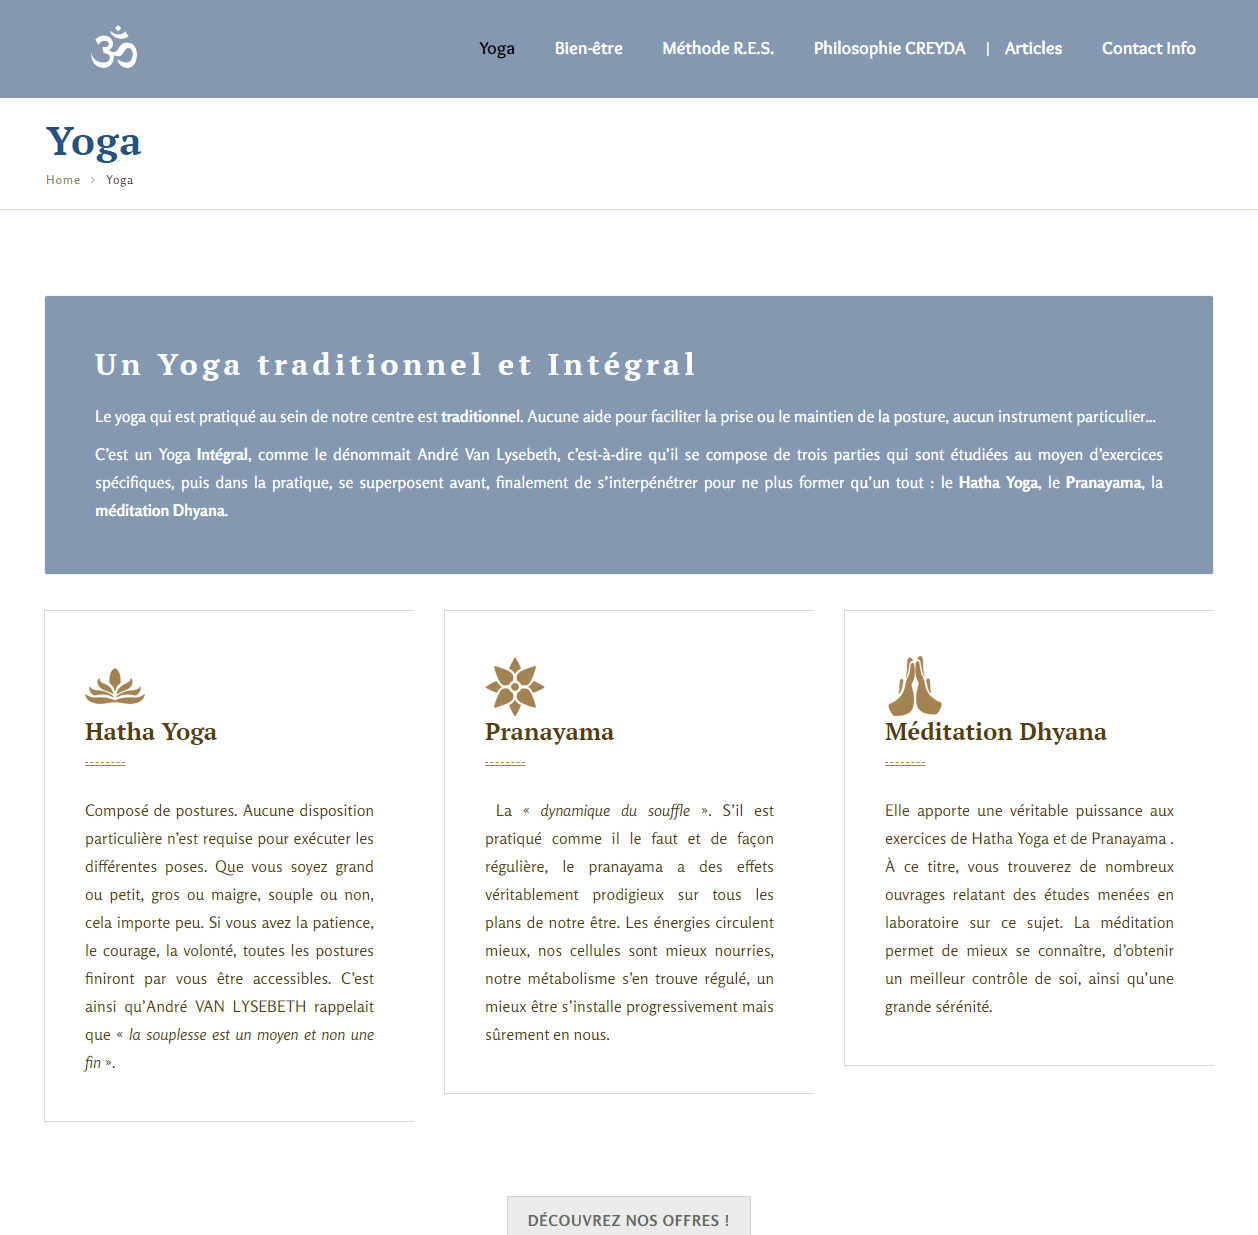 ॐ
Yoga
Bien-être
Méthode R.E.S.
Philosophie CREYDA
|
Articles
Contact Info
Yoga
Home > Yoga
Un Yoga traditionnel et Intégral
Le yoga qui est pratiqué au sein de notre centre est traditionnel. Aucune aide pour faciliter la prise ou le maintien de la posture, aucun instrument particulier…
C’est un Yoga Intégral, comme le dénommait André Van Lysebeth, c’est-à-dire qu’il se compose de trois parties qui sont étudiées au moyen d’exercices
spécifiques, puis dans la pratique, se superposent avant, finalement de s’interpénétrer pour ne plus former qu’un tout : le Hatha Yoga, le Pranayama, la
méditation Dhyana.
Hatha Yoga
Composé de postures. Aucune disposition
particulière n’est requise pour exécuter les
différentes poses. Que vous soyez grand
ou petit, gros ou maigre, souple ou non,
cela importe peu. Si vous avez la patience,
le courage, la volonté, toutes les postures
finiront par vous être accessibles. C’est
ainsi qu’André VAN LYSEBETH rappelait
que « la souplesse est un moyen et non une
fin ».
Pranayama
La « dynamique du souffle ». S’il est
pratiqué comme il le faut et de façon
régulière, le pranayama a des effets
véritablement prodigieux sur tous les
plans de notre être. Les énergies circulent
mieux, nos cellules sont mieux nourries,
notre métabolisme s’en trouve régulé, un
mieux être s’installe progressivement mais
sûrement en nous.
Méditation Dhyana
Elle apporte une véritable puissance aux
exercices de Hatha Yoga et de Pranayama .
À ce titre, vous trouverez de nombreux
ouvrages relatant des études menées en
laboratoire sur ce sujet. La méditation
permet de mieux se connaître, d’obtenir
un meilleur contrôle de soi, ainsi qu’une
grande sérénité.
DÉCOUVREZ NOS OFFRES !